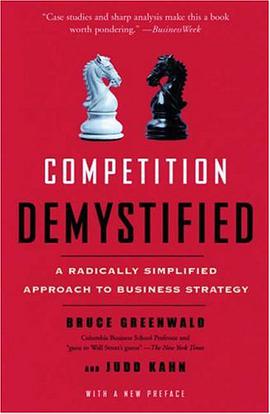 "Case studies and sharp analysis make this a book
worth pondering." —BusinessWeek
COMPETITION
DEMYSTIFIED
A RADICALLY SIMPLIFIED
APPROACH TO BUSINESS STRATEGY
BRUCE GREENWALD
Columbia Business School Professor and
"guru to Wall Street's gurus" —The New York Times
AND JUDD KAHN
WITH A NEW PREFACE